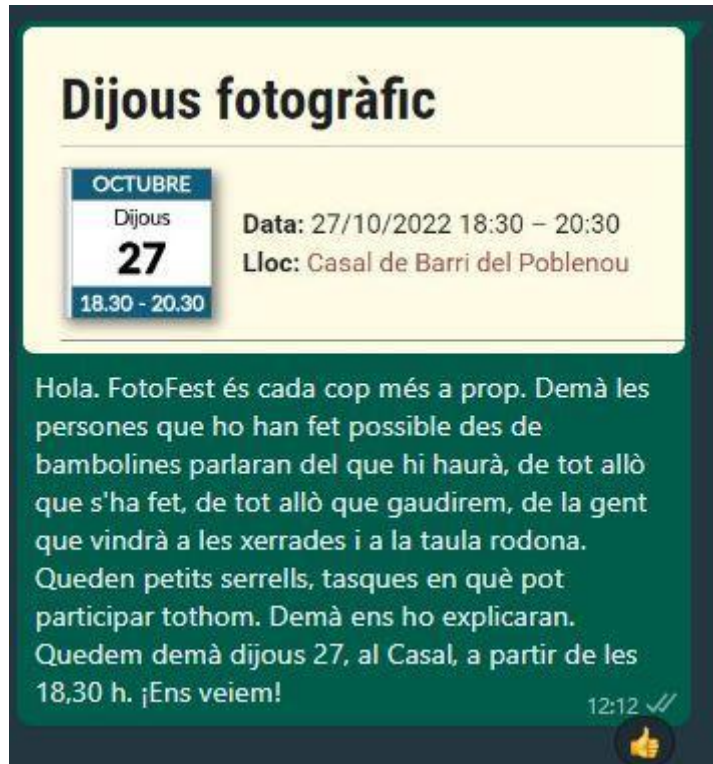 Dijous fotogràfic
OCTUBRE
Dijous
27
18.30 - 20.30
Data: 27/10/2022 18:30 – 20:30
Lloc: Casal de Barri del Poblenou
Hola. FotoFest és cada cop més a prop. Demà les
persones que ho han fet possible des de
bambolines parlaran del que hi haurà, de tot allò
que s'ha fet, de tot allò que gaudirem, de la gent
que vindrà a les xerrades i a la taula rodona.
Queden petits serrells, tasques en què pot
participar tothom. Demà ens ho explicaran.
Quedem demà dijous 27, al Casal, a partir de les
18,30 h. ¡Ens veiem!
12:12